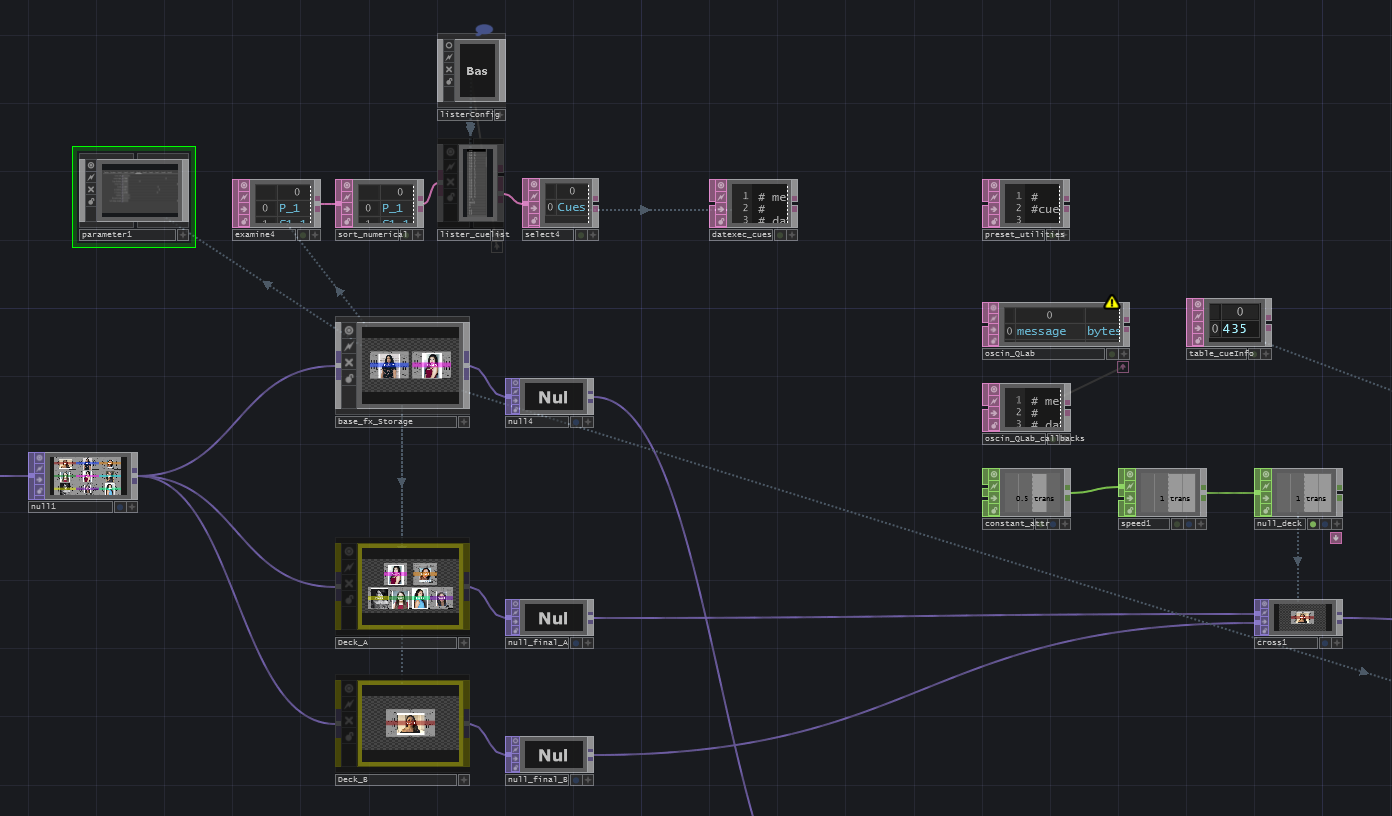 Bas
listerConfig
parameter1
0
0 P_1
examine4
0
0 P_1
sort_numerical
lister_cuelist
0
0 Cues
select4
1 # me
2 #
3 # da
datexec_cues
1 #
2 #cue
3
preset_utilities
0
0 message bytes
oscin_QLab
0
0 435
table_cueInfo
1 # me
2 #
3 # da
oscin_QLab_callbacks
base_fx_Storage
Nul
null4
null1
0.5 trans
constant_attr
1 trans
speed1
1 trans
null_deck
Deck_A
Nul
null_final_A
cross1
Deck_B
Nul
null_final_B